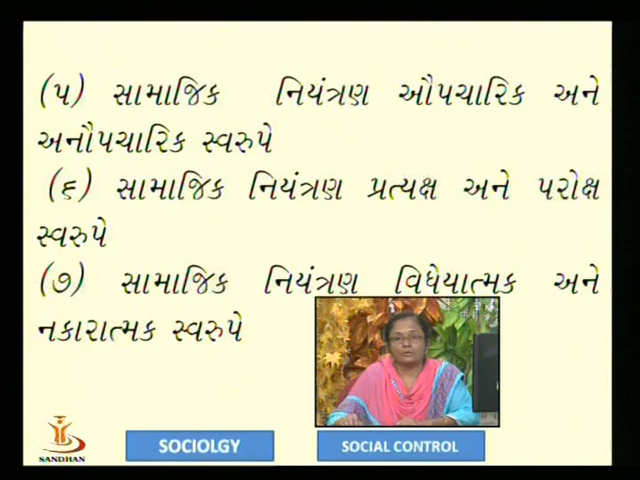 (૫) સામાજિક નિયંત્રણ ઔપચારિક અને
અનૌપચારિક સ્વરુપે
(૬) સામાજિક નિયંત્રણ પ્રત્યક્ષ અને પરોક્ષ
સ્વરુપે
(૭) સામાજિક નિયંત્રણ વિધેયાત્મક અને
નકારાત્મક સ્વરુપે
SANDHAN
SOCIOLGY
SOCIAL CONTROL